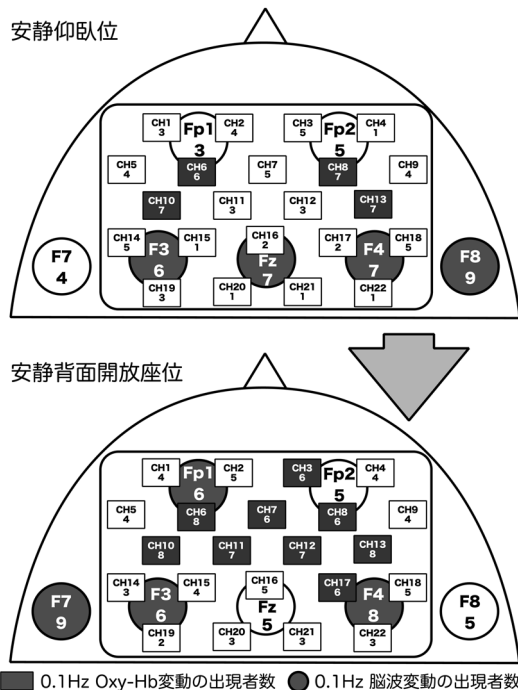 安静仰臥位
CH1
3
Fp1
3
CH2
4
CH3
5
Fp2
5
CH4
1
CH5
4
CH6
6
CH7
5
CH8
7
CH9
4
CH10
7
CH11
3
CH12
3
CH13
7
F7
4
CH14
5
F3
6
CH15
1
CH16
2
Fz
7
CH17
2
F4
7
CH18
5
F8
9
CH19
3
CH20
1
CH21
1
CH22
1
安静背面開放座位
CH1
4
Fp1
6
CH2
5
CH3
6
Fp2
5
CH4
4
CH5
4
CH6
8
CH7
6
CH8
6
CH9
4
CH10
8
CH11
7
CH12
7
CH13
8
F7
9
CH14
3
F3
6
CH15
4
CH16
5
Fz
5
CH17
6
F4
8
CH18
5
F8
5
CH19
2
CH20
3
CH21
3
CH22
3
0.1Hz Oxy-Hb変動の出現者数 0.1Hz 脳波変動の出現者数